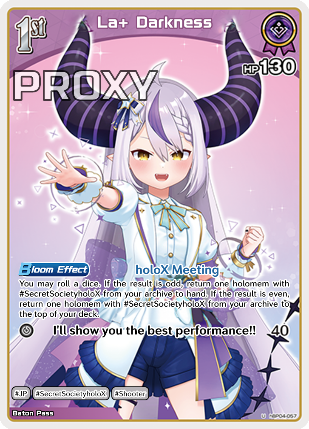 La+ Darkness
1st
HP130
PROXY
Bloom Effect
holoX Meeting
You may roll a dice. If the result is odd, return one holomem with
#SecretSocietyholoX from your archive to hand. If the result is even,
return one holomem with #SecretSocietyholoX from your archive to
the top of your deck.
I'll show you the best performance!!
40
#JP #SecretSocietyholoX #Shooter
Baton Pass
U hBP04-057